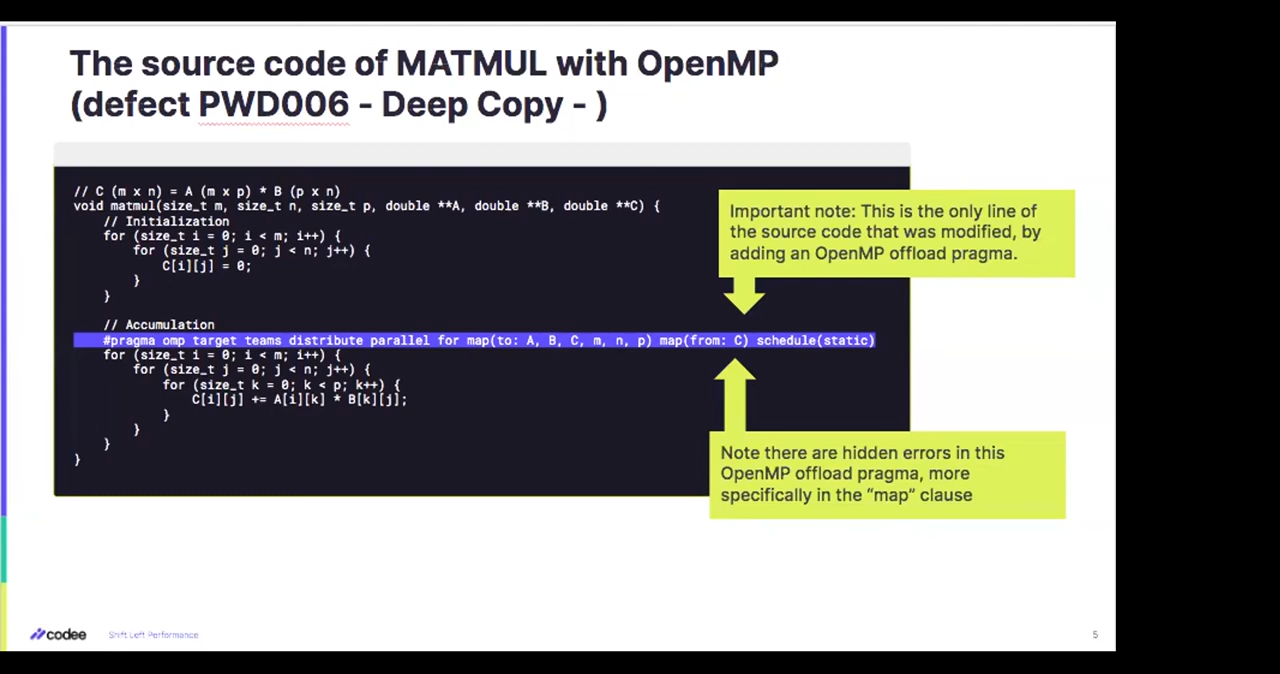 The source code of MATMUL with OpenMP
(defect PWD006 - Deep Copy - )
// C (m x n) = A (m x p) * B (p x n)
void matmul(size_t m, size_t n, size_t p, double **A, double **B, double **C) {
// Initialization
for (size_t i = 0; i < m; i++) {
for (size_t j = 0; j < n; j++) {
C[i][j] = 0;
}
}
// Accumulation
#pragma omp target teams distribute parallel for map(to: A, B, C, m, n, p) map(from: C) schedule(static)
for (size_t i = 0; i < m; i++) {
for (size_t j = 0; j < n; j++) {
for (size_t k = 0; k < p; k++) {
C[i][j] += A[i][k] * B[k][j];
}
}
}
}
Important note: This is the only line of
the source code that was modified, by
adding an OpenMP offload pragma.
Note there are hidden errors in this
OpenMP offload pragma, more
specifically in the “map” clause
codee
Shift Left Performance
5